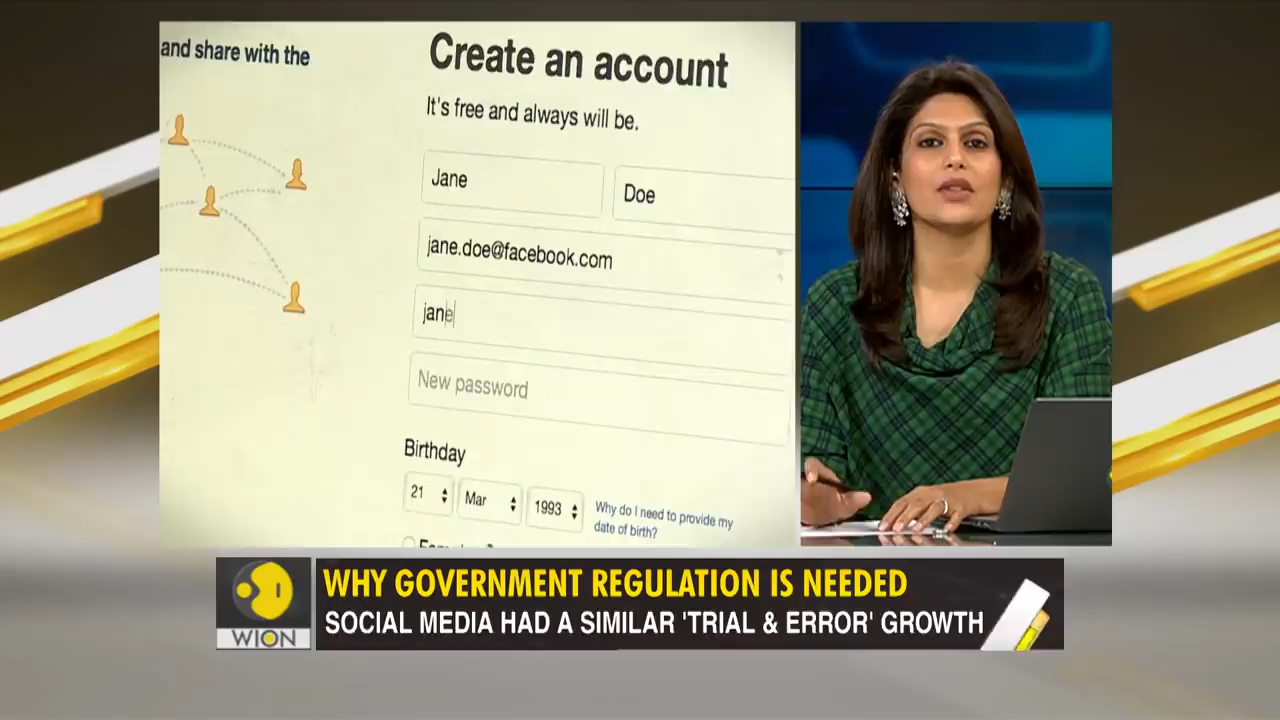 and share with the
Create an account
It's free and always will be.
Jane
Doe
jane.doe@facebook.com
jane
New password
Birthday
21
Mar
1993
Why do I need to provide my
date of birth?
WION
WHY GOVERNMENT REGULATION IS NEEDED
SOCIAL MEDIA HAD A SIMILAR 'TRIAL & ERROR' GROWTH